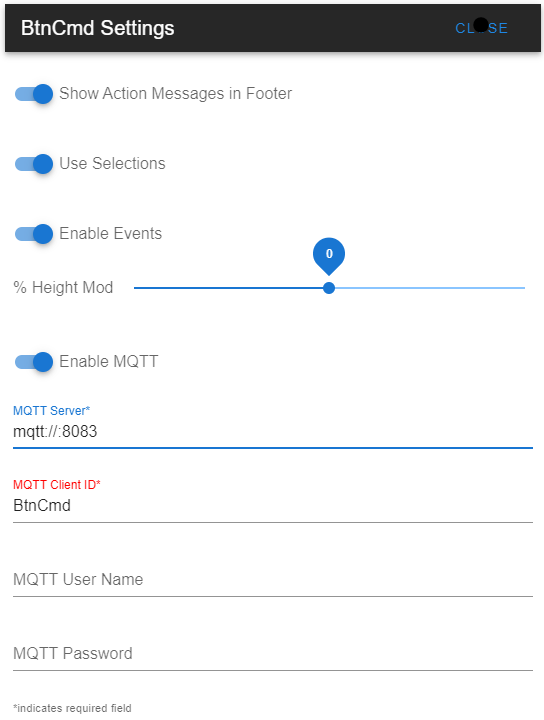 BtnCmd Settings
Show Action Messages in Footer
Use Selections
Enable Events
0
% Height Mod
Enable MQTT
MQTT Server*
mqtt://:8083
MQTT Client ID*
BtnCmd
MQTT User Name
MQTT Password
*indicates required field